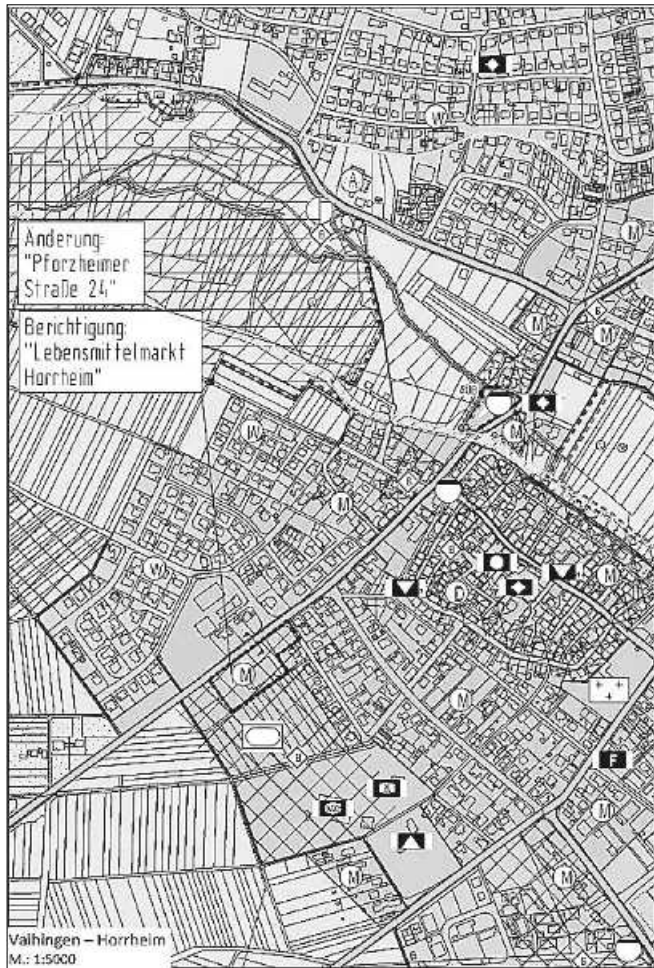 W
A
M
Änderung:
"Pforzheimer
Straße 24"
Berichtigung:
"Lebensmittelmarkt
Horrheim"
M
M
M
W
M
W
D
M
M
M
F
M
M
M
Vaihingen – Horrheim
M.: 1:5000